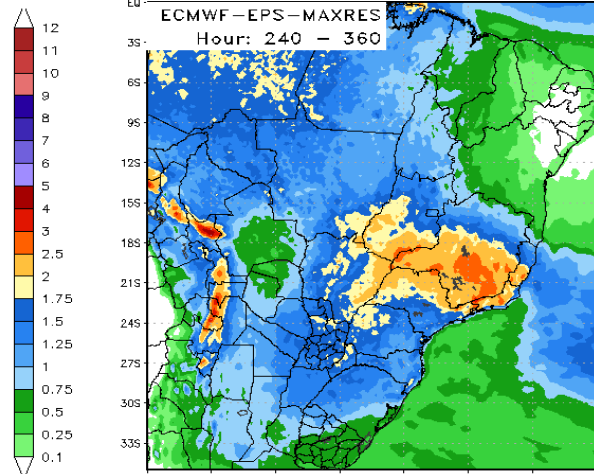 ECMWF-EPS-MAXRES
Hour: 240 - 360
12
11
10
9
8
7
6
5
4
3
2.5
2
1.75
1.5
1.25
1
0.75
0.5
0.25
0.1
EQ
3S
6S
9S
12S
15S
18S
21S
24S
27S
30S
33S